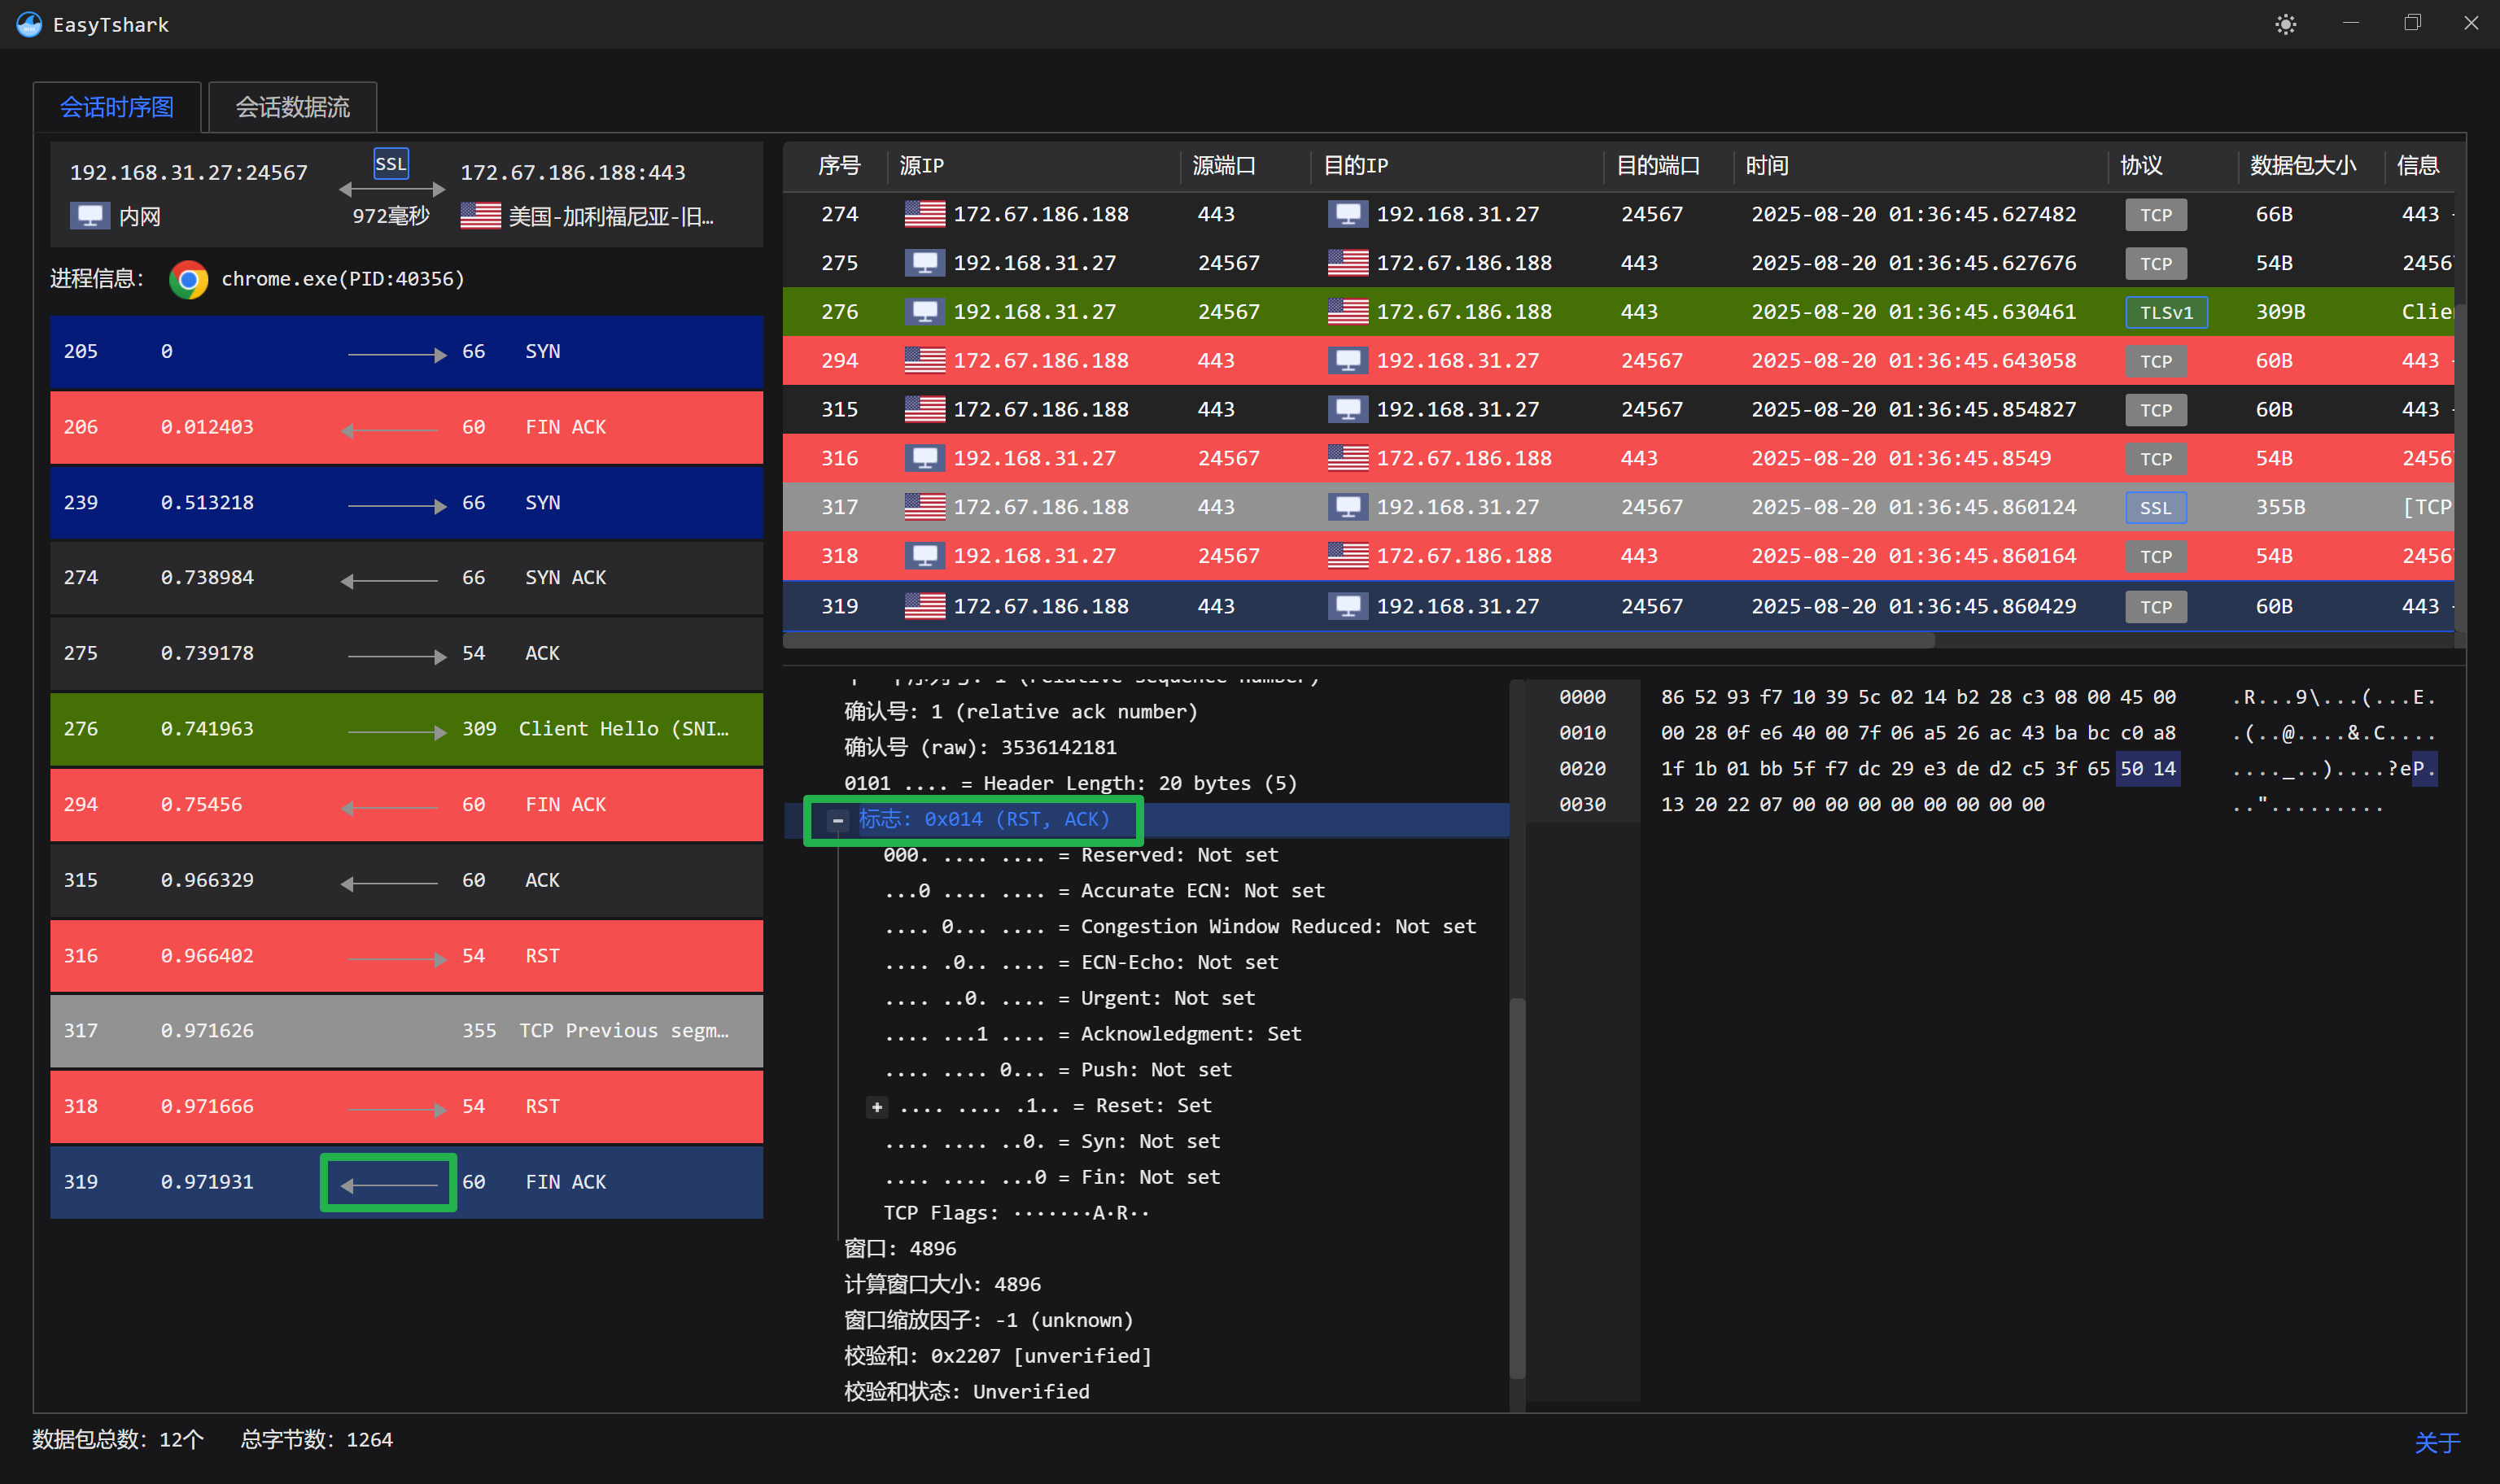 EasyTshark
会话时序图
会话数据流
192.168.31.27:24567
SSL
172.67.186.188:443
内网
972毫秒
美国-加利福尼亚-旧…
进程信息:
chrome.exe(PID:40356)
205 0 66 SYN
206 0.012403 60 FIN ACK
239 0.513218 66 SYN
274 0.738984 66 SYN ACK
275 0.739178 54 ACK
276 0.741963 309 Client Hello (SNI…
294 0.75456 60 FIN ACK
315 0.966329 60 ACK
316 0.966402 54 RST
317 0.971626 355 TCP Previous segm…
318 0.971666 54 RST
319 0.971931 60 FIN ACK
序号 源IP 源端口 目的IP 目的端口 时间 协议 数据包大小 信息
274 172.67.186.188 443 192.168.31.27 24567 2025-08-20 01:36:45.627482 TCP 66B 443
275 192.168.31.27 24567 172.67.186.188 443 2025-08-20 01:36:45.627676 TCP 54B 2456
276 192.168.31.27 24567 172.67.186.188 443 2025-08-20 01:36:45.630461 TLSv1 309B Clie
294 172.67.186.188 443 192.168.31.27 24567 2025-08-20 01:36:45.643058 TCP 60B 443
315 172.67.186.188 443 192.168.31.27 24567 2025-08-20 01:36:45.854827 TCP 60B 443
316 192.168.31.27 24567 172.67.186.188 443 2025-08-20 01:36:45.8549 TCP 54B 2456
317 172.67.186.188 443 192.168.31.27 24567 2025-08-20 01:36:45.860124 SSL 355B [TCP
318 192.168.31.27 24567 172.67.186.188 443 2025-08-20 01:36:45.860164 TCP 54B 2456
319 172.67.186.188 443 192.168.31.27 24567 2025-08-20 01:36:45.860429 TCP 60B 443
1 (relative sequence number)
确认号: 1 (relative ack number)
确认号 (raw): 3536142181
0101 .... = Header Length: 20 bytes (5)
标志: 0x014 (RST, ACK)
000. .... .... = Reserved: Not set
...0 .... .... = Accurate ECN: Not set
.... 0... .... = Congestion Window Reduced: Not set
.... .0.. .... = ECN-Echo: Not set
.... ..0. .... = Urgent: Not set
.... ...1 .... = Acknowledgment: Set
.... .... 0... = Push: Not set
.... .... .1.. = Reset: Set
.... .... ..0. = Syn: Not set
.... .... ...0 = Fin: Not set
TCP Flags: ·······A·R··
窗口: 4896
计算窗口大小: 4896
窗口缩放因子: -1 (unknown)
校验和: 0x2207 [unverified]
校验和状态: Unverified
0000 86 52 93 f7 10 39 5c 02 14 b2 28 c3 08 00 45 00 .R...9\...(...E.
0010 00 28 0f e6 40 00 7f 06 a5 26 ac 43 ba bc c0 a8 .(..@....&.C....
0020 1f 1b 01 bb 5f f7 dc 29 e3 de d2 c5 3f 65 50 14 ...._..)....?eP.
0030 13 20 22 07 00 00 00 00 00 00 00 00 ..".........
数据包总数: 12个 总字节数: 1264
关于